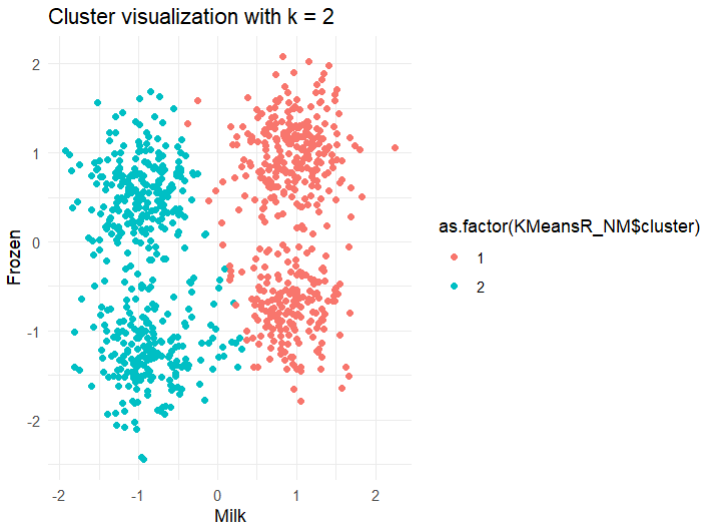 Cluster visualization with k = 2
2
1
0
-1
-2
Frozen
-2 -1 0 1 2
Milk
as.factor(KMeansR_NM$cluster)
1
2